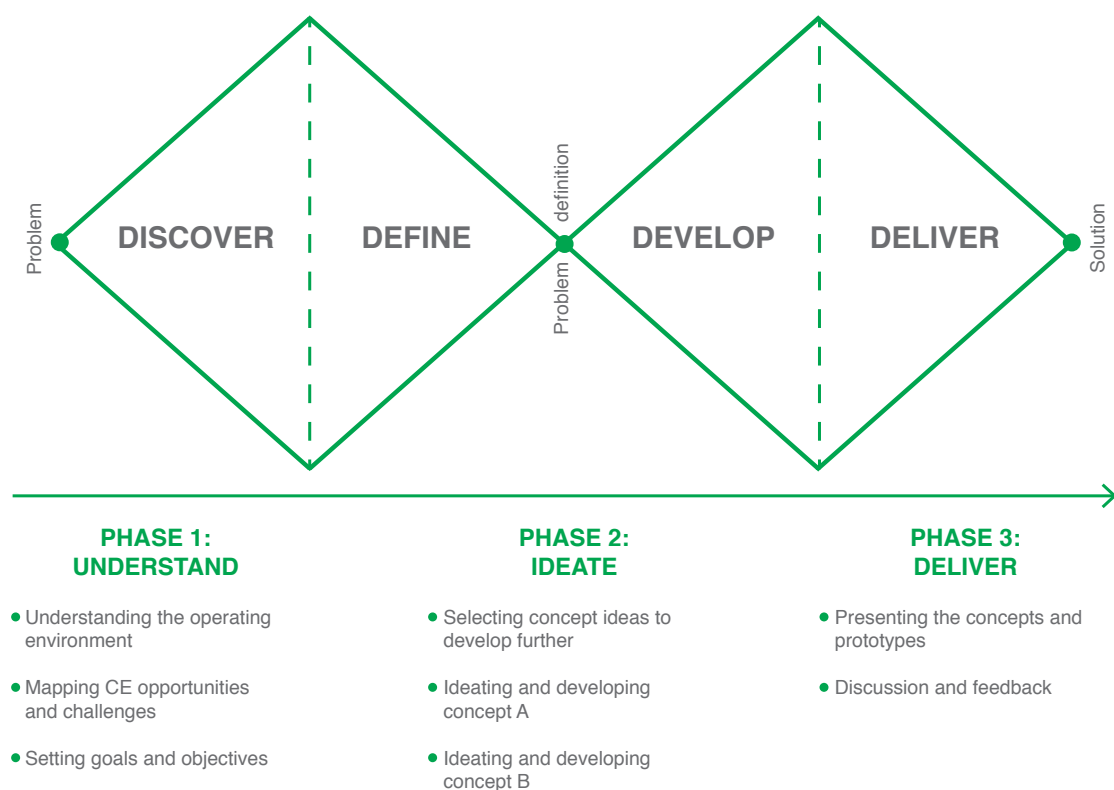 Problem
DISCOVER
DEFINE
Problem definition
DEVELOP
DELIVER
Solution
PHASE 1:
UNDERSTAND
Understanding the operating
environment
Mapping CE opportunities
and challenges
Setting goals and objectives
PHASE 2:
IDEATE
Selecting concept ideas to
develop further
Ideating and developing
concept A
Ideating and developing
concept B
PHASE 3:
DELIVER
Presenting the concepts and
prototypes
Discussion and feedback